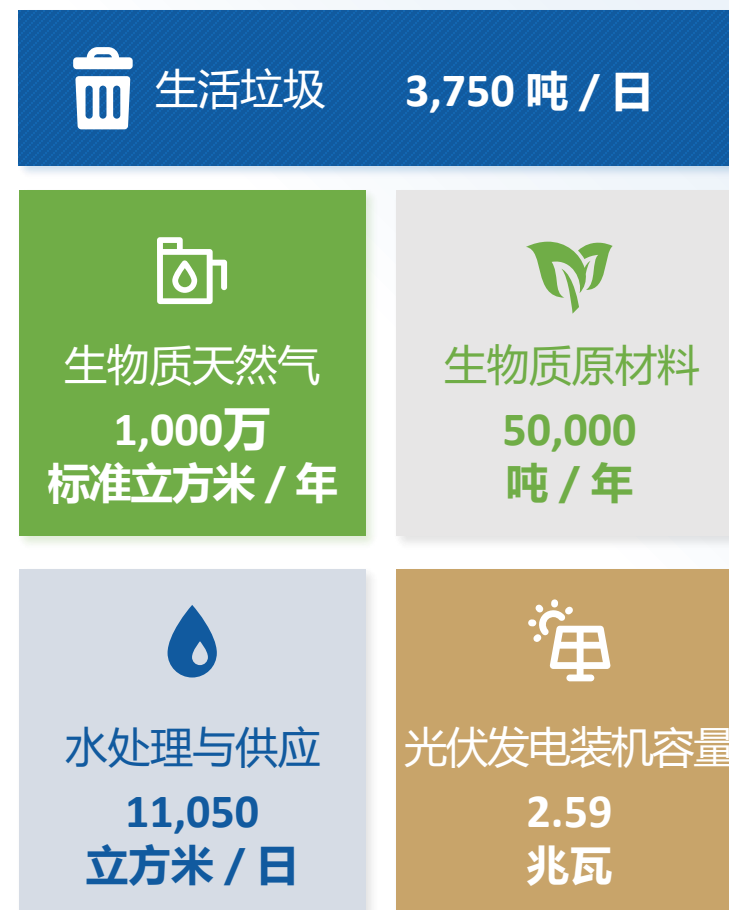 生活垃圾 3,750 吨 / 日
生物质天然气
1,000万
标准立方米 / 年
生物质原材料
50,000
吨 / 年
水处理与供应
11,050
立方米 / 日
光伏发电装机容量
2.59
兆瓦